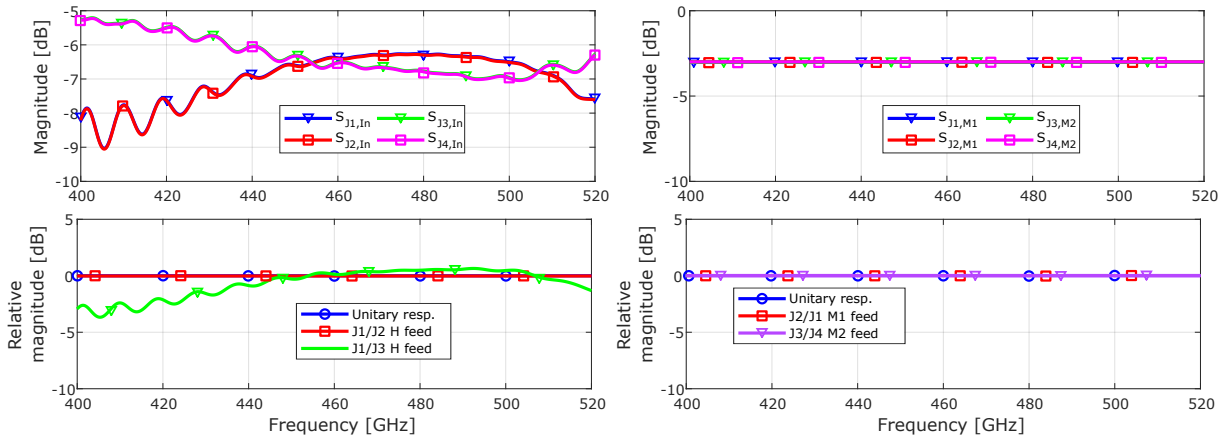 Magnitude [dB]
-5
-6
-7
-8
-9
-10
400 420 440 460 480 500 520
S_J1,In S_J3,In
S_J2,In S_J4,In
Magnitude [dB]
0
-5
-10
400 420 440 460 480 500 520
S_J1,M1 S_J3,M2
S_J2,M1 S_J4,M2
Relative
magnitude [dB]
5
0
-5
-10
400 420 440 460 480 500 520
Frequency [GHz]
Unitary resp.
J1/J2 H feed
J1/J3 H feed
Relative
magnitude [dB]
5
0
-5
-10
400 420 440 460 480 500 520
Frequency [GHz]
Unitary resp.
J2/J1 M1 feed
J3/J4 M2 feed